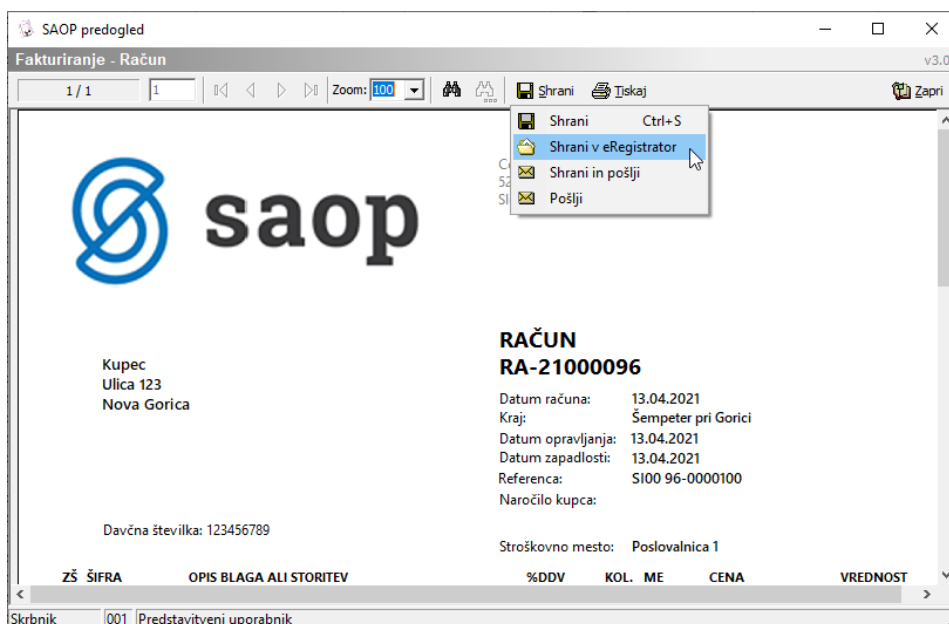 SAOP predogled
Fakturiranje - Račun v3.0
1 / 1 1 Zoom: 100 Shrani Tiskaj Zapri
Shrani Ctrl+S
Shrani v eRegistrator
Shrani in pošlji
Pošlji
saop
RAČUN
RA-21000096
Kupec
Ulica 123
Nova Gorica
Datum računa: 13.04.2021
Kraj: Šempeter pri Gorici
Datum opravljanja: 13.04.2021
Datum zapadlosti: 13.04.2021
Referenca: SI00 96-0000100
Naročilo kupca:
Davčna številka: 123456789
Stroškovno mesto: Poslovalnica 1
ZŠ ŠIFRA OPIS BLAGA ALI STORITEV %DDV KOL. ME CENA VREDNOST
Skrbnik 001 Predstavitveni uporabnik